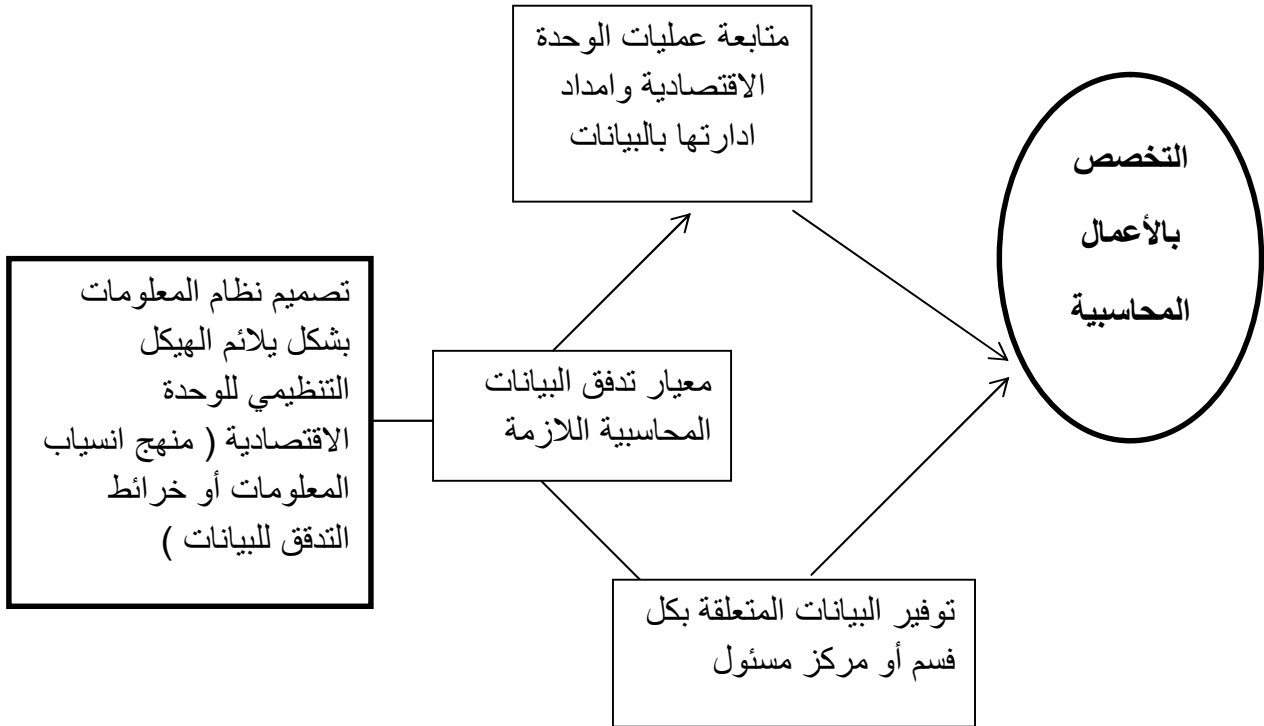 متابعة عمليات الوحدة
الاقتصادية وامداد
ادارتها بالبيانات
التخصص
بالأعمال
المحاسبية
تصميم نظام المعلومات
بشكل يلائم الهيكل
التنظيمي للوحدة
الاقتصادية ( منهج انسياب
المعلومات أو خرائط
التدقق للبيانات )
معيار تدفق البيانات
المحاسبية اللازمة
توفير البيانات المتعلقة بكل
فسم أو مركز مسئول